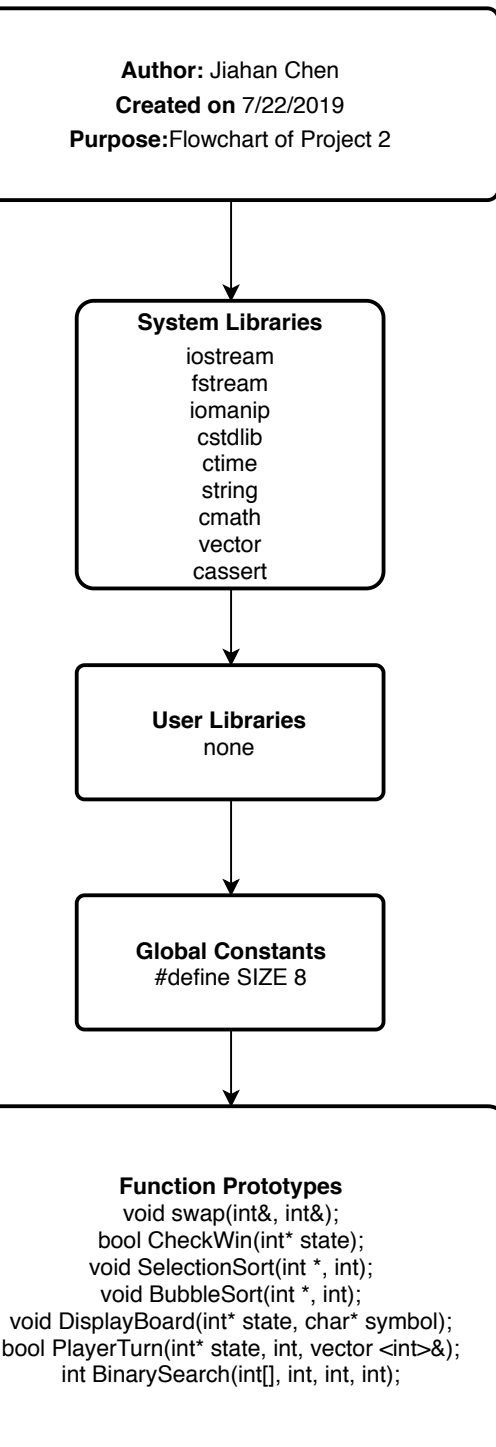 Author: Jiahan Chen
Created on 7/22/2019
Purpose:Flowchart of Project 2
System Libraries
iostream
fstream
iomanip
cstdlib
ctime
string
cmath
vector
cassert
User Libraries
none
Global Constants
#define SIZE 8
Function Prototypes
void swap(int&, int&);
bool CheckWin(int* state);
void SelectionSort(int *, int);
void BubbleSort(int *, int);
void DisplayBoard(int* state, char* symbol);
bool PlayerTurn(int* state, int, vector <int>&);
int BinarySearch(int[], int, int, int);